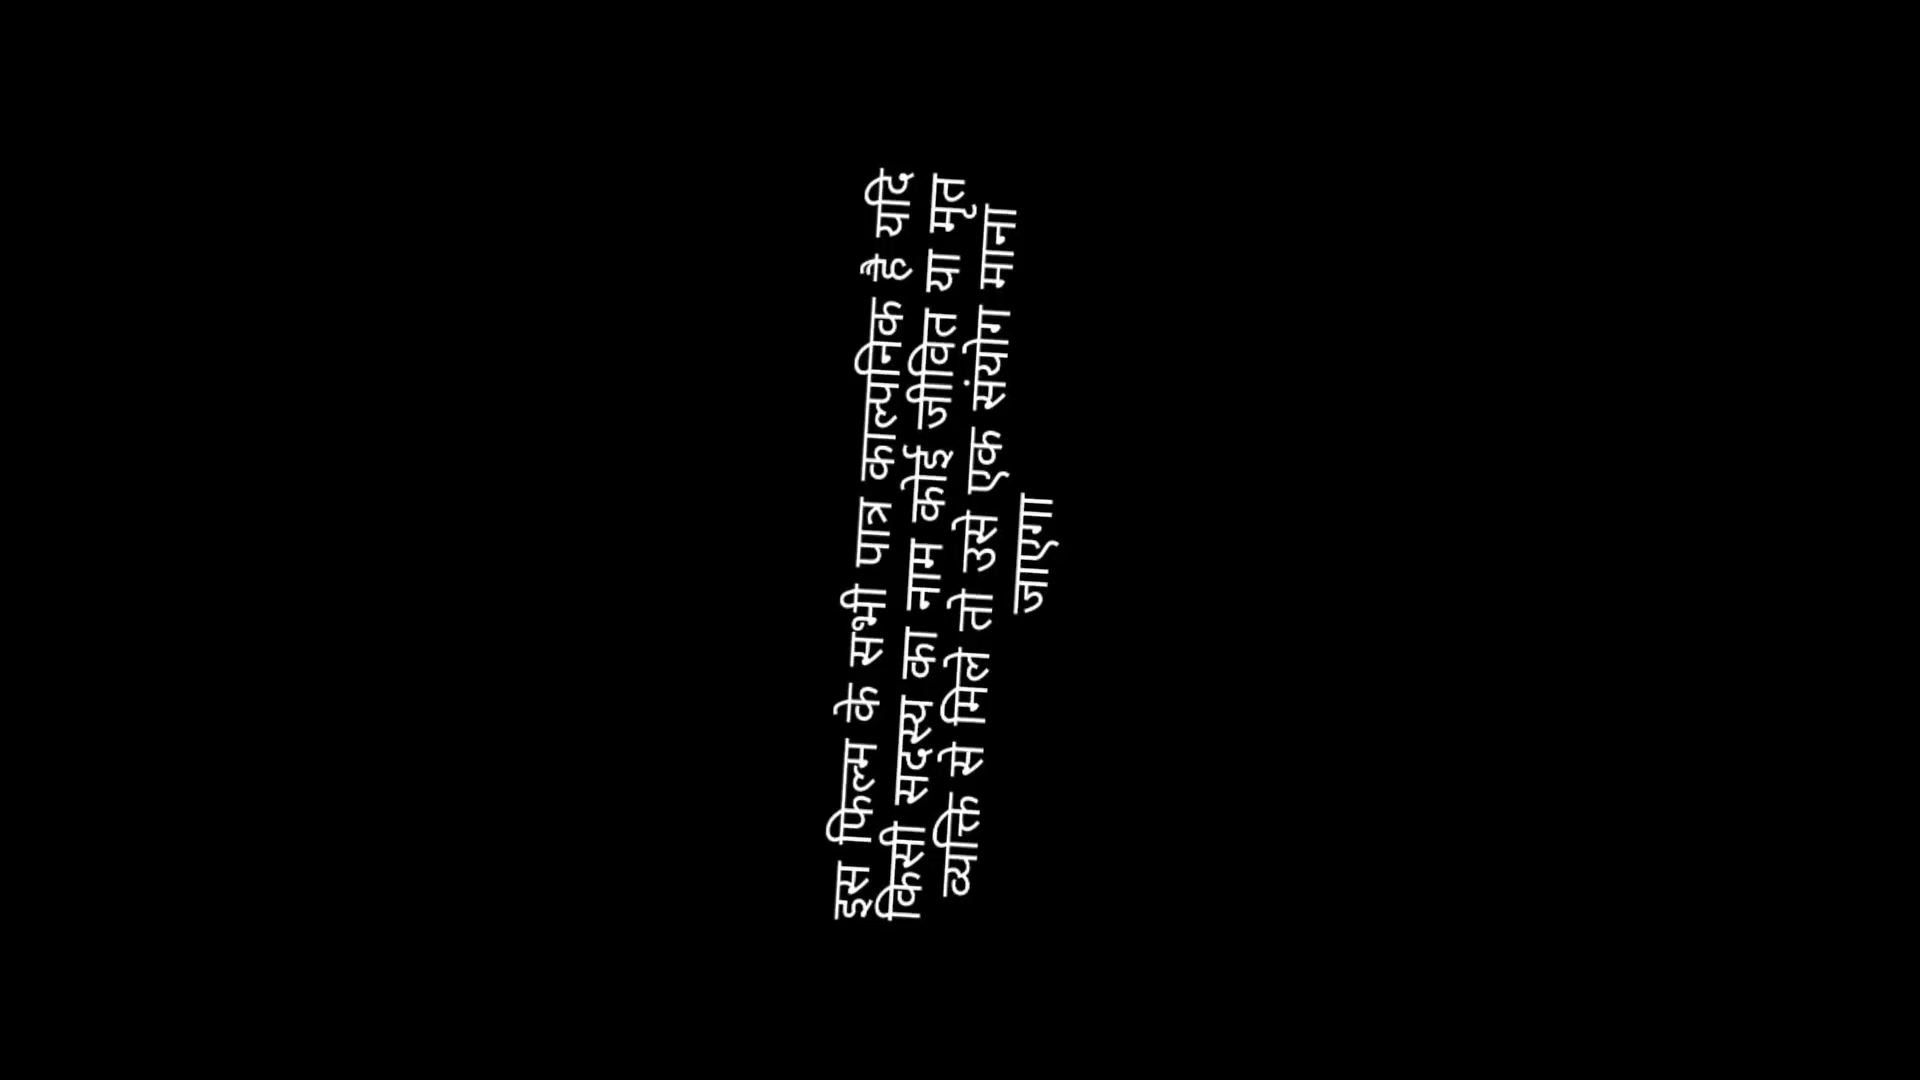 इस फिल्म के सभी पात्र काल्पनिक है यदि
किसी सदस्य का नाम कोई जीवित या मृत
व्यक्ति से मिले तो उसे एक संयोग माना
जाएगा